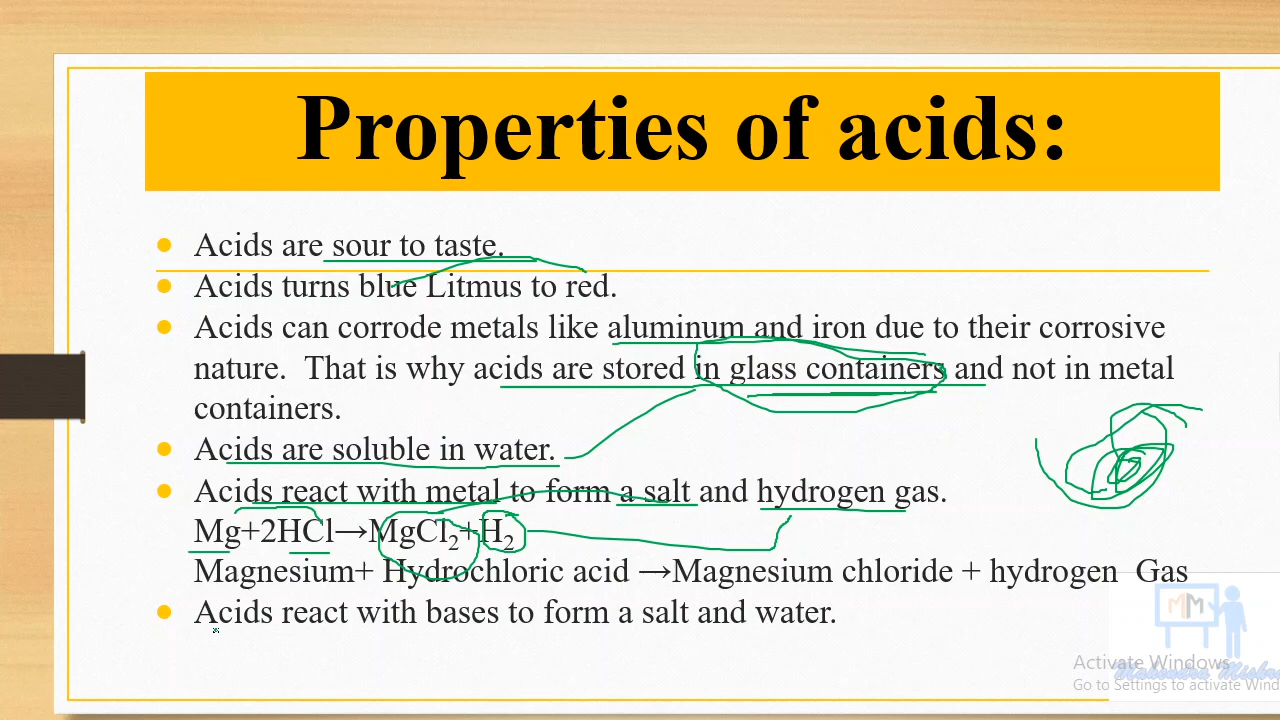 Properties of acids:
Acids are sour to taste.
Acids turns blue Litmus to red.
Acids can corrode metals like aluminum and iron due to their corrosive
nature. That is why acids are stored in glass containers and not in metal
containers.
Acids are soluble in water.
Acids react with metal to form a salt and hydrogen gas.
Mg+2HCl→MgCl₂+H₂
Magnesium+ Hydrochloric acid →Magnesium chloride + hydrogen Gas
Acids react with bases to form a salt and water.
MM
Activate Windows
Go to Settings to activate Wind